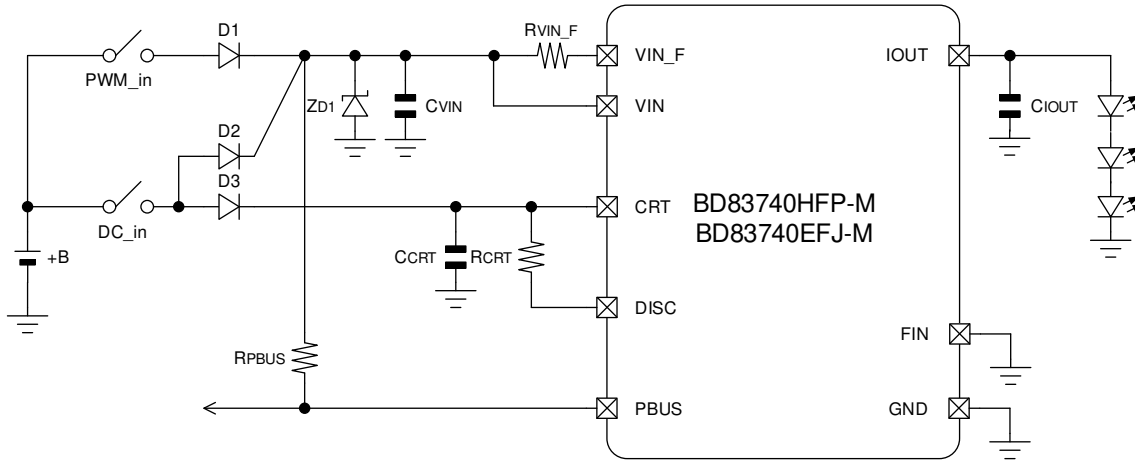 D1
RVIN_F
VIN_F
IOUT
PWM_in
ZD1
CVIN
VIN
CIOUT
D2
D3
DC_in
CRT
BD83740HFP-M
BD83740EFJ-M
+B
CCRT
RCRT
DISC
FIN
RPBUS
PBUS
GND